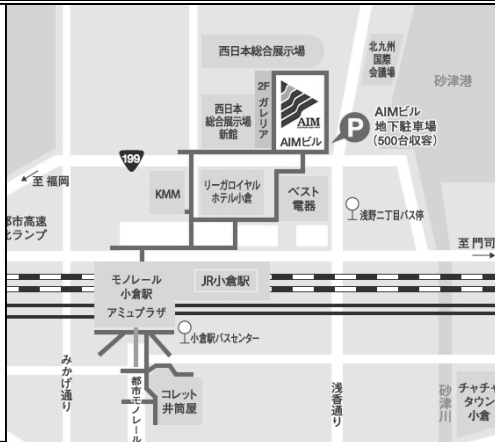 西日本総合展示場
北九州
国際
会議場
砂津港
2F
ガレリア
西日本
総合展示場
新館
AIM
AIMビル
P
AIMビル
地下駐車場
(500台収容)
199
至 福岡
KMM
リーガロイヤル
ホテル小倉
ベスト
電器
浅野二丁目バス停
市高速
ランプ
至 門司
モノレール
小倉駅
JR小倉駅
アミュプラザ
小倉駅バスセンター
みかげ通り
都市モノレール
コレット
井筒屋
浅香通り
砂津川
チャチャ
タウン
小倉